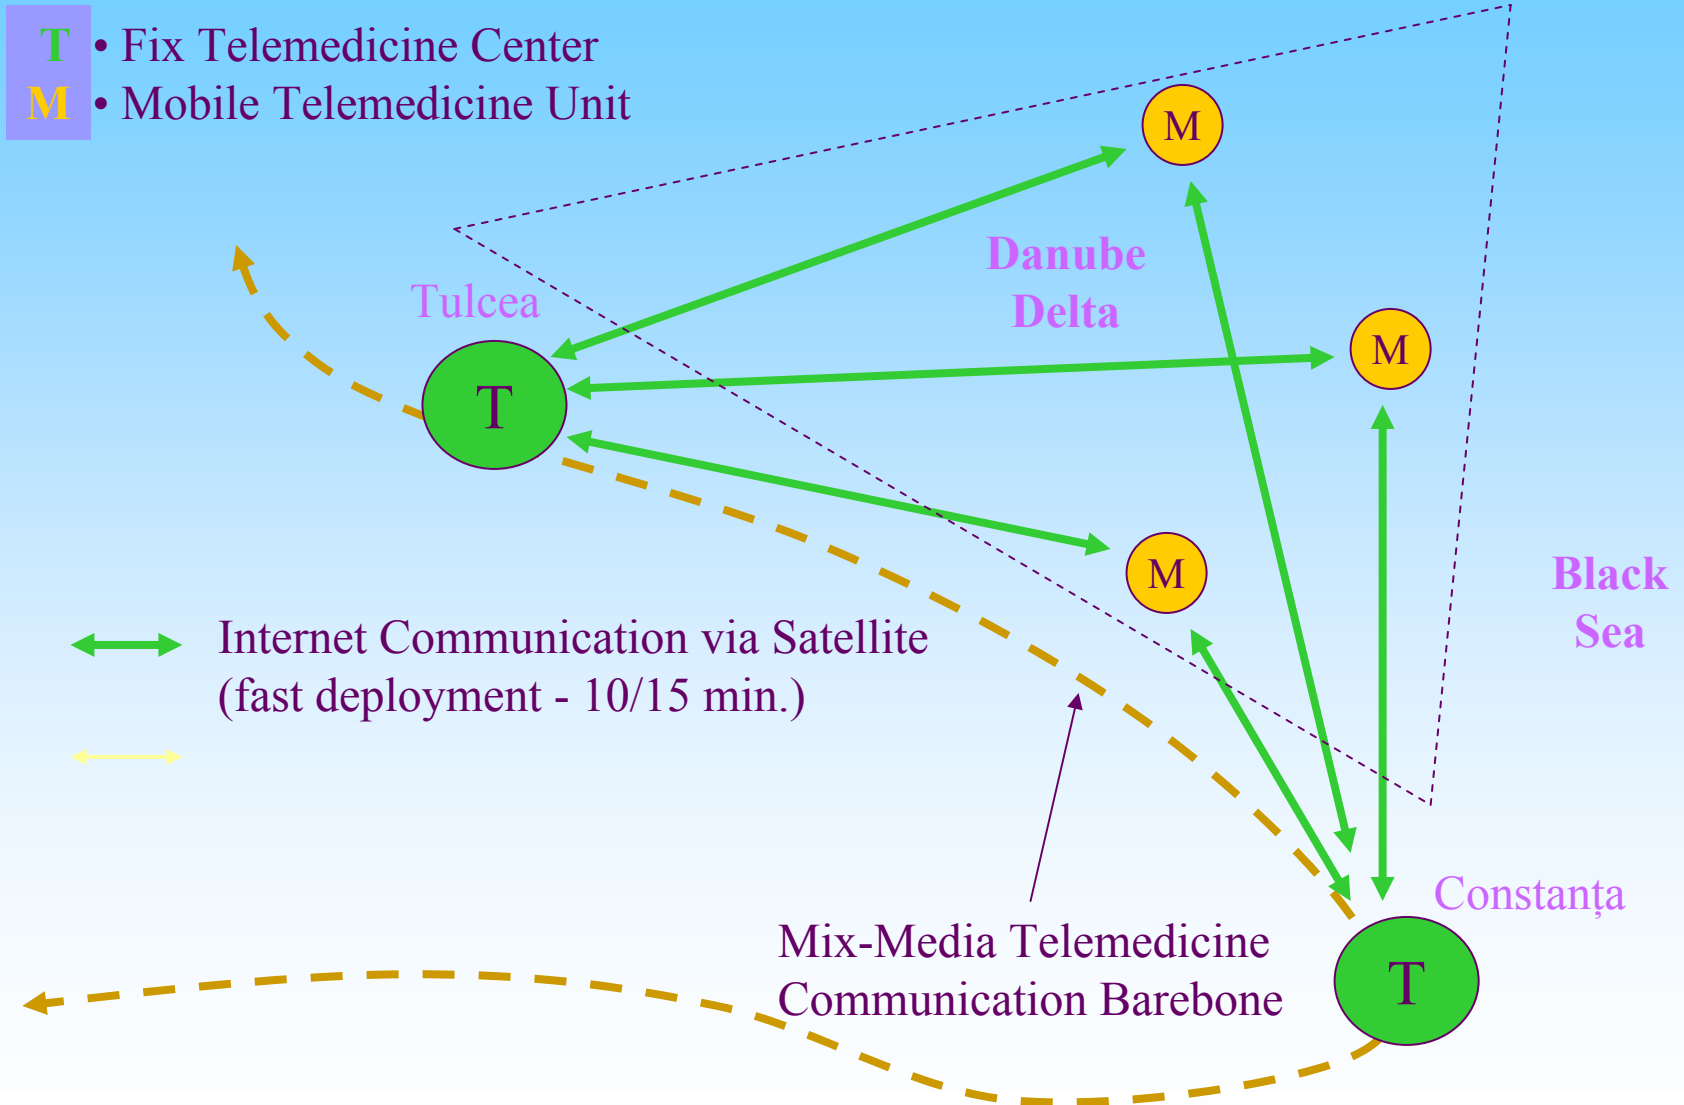 T • Fix Telemedicine Center
M • Mobile Telemedicine Unit
M
Danube
Delta
Tulcea
M
T
M
Black
Sea
Internet Communication via Satellite
(fast deployment - 10/15 min.)
Constanța
Mix-Media Telemedicine
Communication Barebone
T